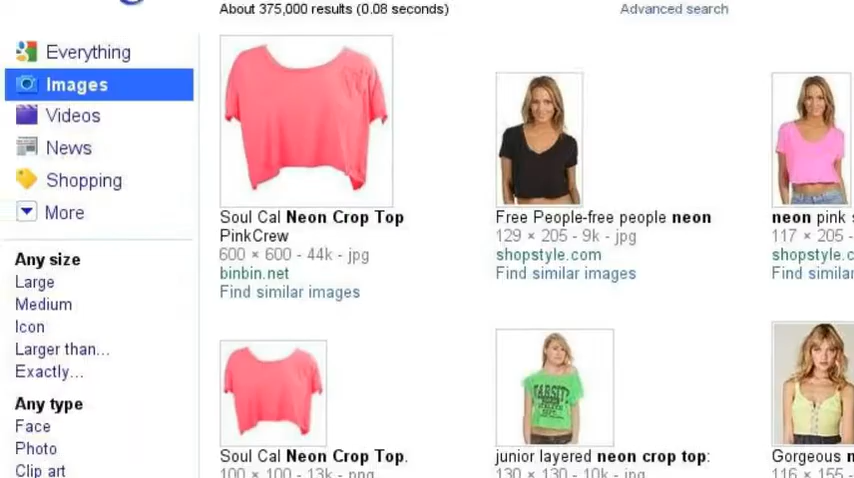 About 375,000 results (0.08 seconds)
Advanced search
Everything
Images
Videos
News
Shopping
More
Any size
Large
Medium
Icon
Larger than...
Exactly...
Any type
Face
Photo
Clip art
Soul Cal Neon Crop Top
PinkCrew
600 × 600 - 44k - jpg
binbin.net
Find similar images
Free People-free people neon
129 × 205 - 9k - jpg
shopstyle.com
Find similar images
neon pink s
117 × 205 -
shopstyle.c
Find similar
Soul Cal Neon Crop Top.
100 × 100 - 13k - png
VARSITY
junior layered neon crop top:
130 × 130 - 10k - jpg
Gorgeous n
116 × 155 -